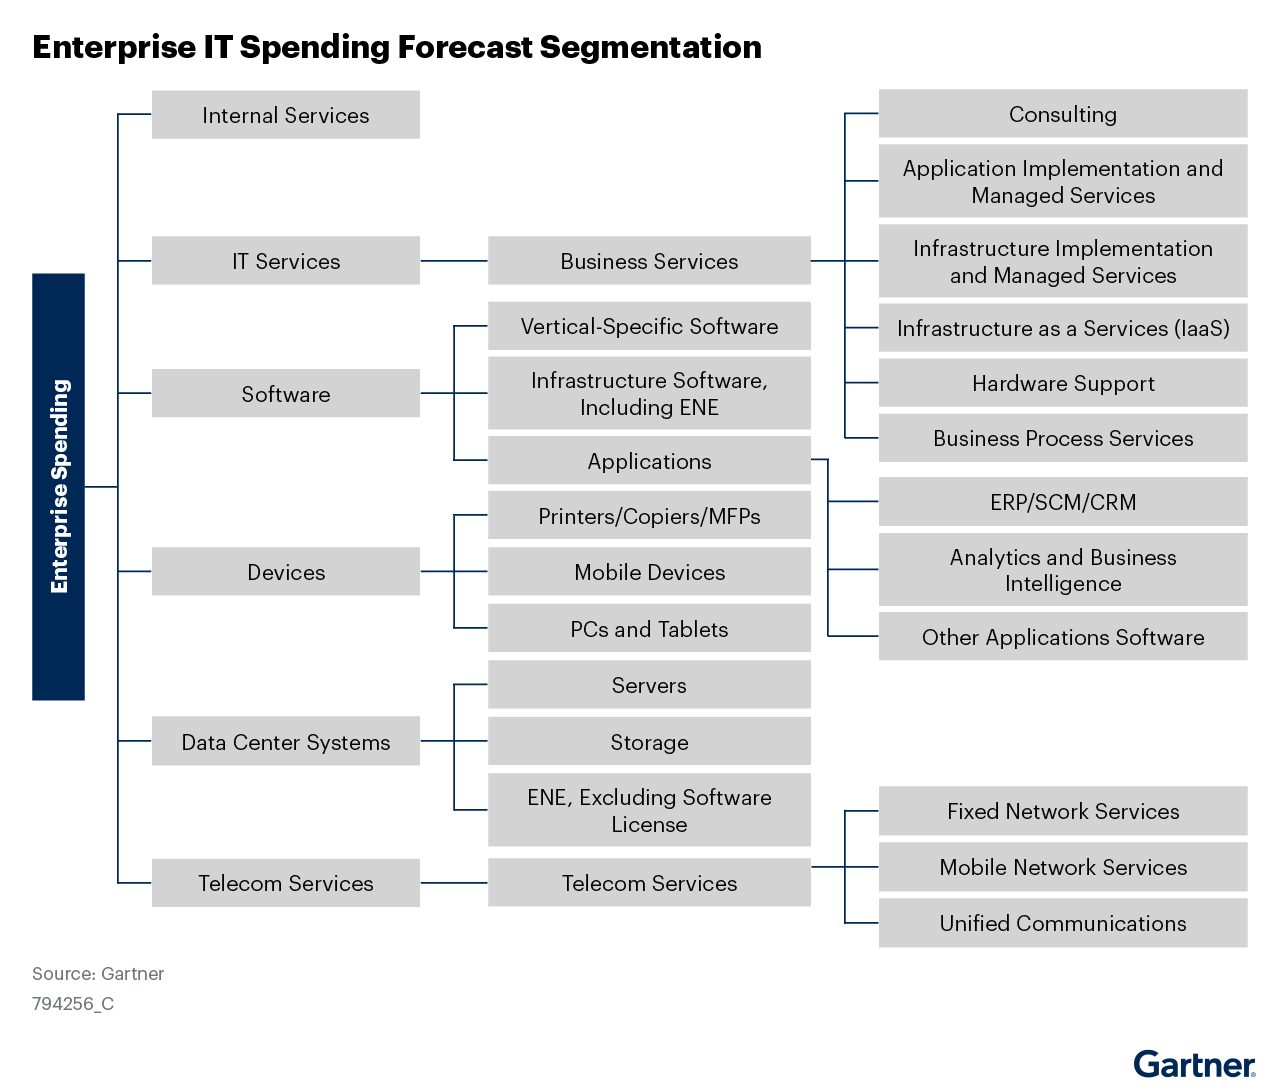 Enterprise IT Spending Forecast Segmentation
Enterprise Spending
Internal Services
IT Services
Software
Devices
Data Center Systems
Telecom Services
Business Services
Vertical-Specific Software
Infrastructure Software,
Including ENE
Applications
Printers/Copiers/MFPs
Mobile Devices
PCs and Tablets
Servers
Storage
ENE, Excluding Software
License
Telecom Services
Consulting
Application Implementation and
Managed Services
Infrastructure Implementation
and Managed Services
Infrastructure as a Services (IaaS)
Hardware Support
Business Process Services
ERP/SCM/CRM
Analytics and Business
Intelligence
Other Applications Software
Fixed Network Services
Mobile Network Services
Unified Communications
Source: Gartner
794256_C
Gartner®